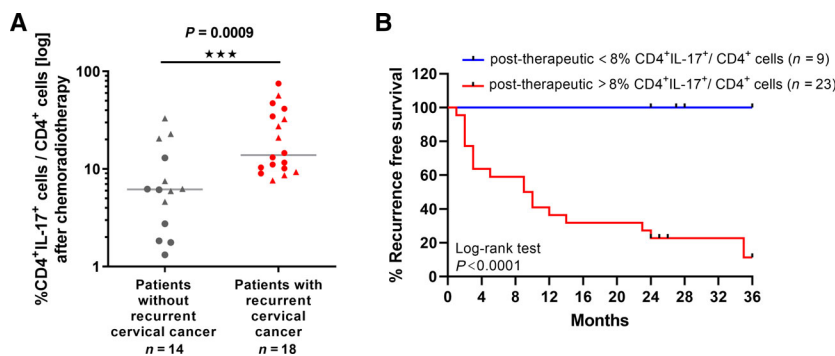 A
P = 0.0009
★★★
%CD4⁺IL-17⁺ cells / CD4⁺ cells [log]
after chemoradiotherapy
100
10
1
Patients
without
recurrent
cervical cancer
n = 14
Patients with
recurrent
cervical
cancer
n = 18
B
post-therapeutic < 8% CD4⁺IL-17⁺/ CD4⁺ cells (n = 9)
post-therapeutic > 8% CD4⁺IL-17⁺/ CD4⁺ cells (n = 23)
% Recurrence free survival
120
100
80
60
40
20
0
Log-rank test
P<0.0001
0 4 8 12 16 20 24 28 32 36
Months